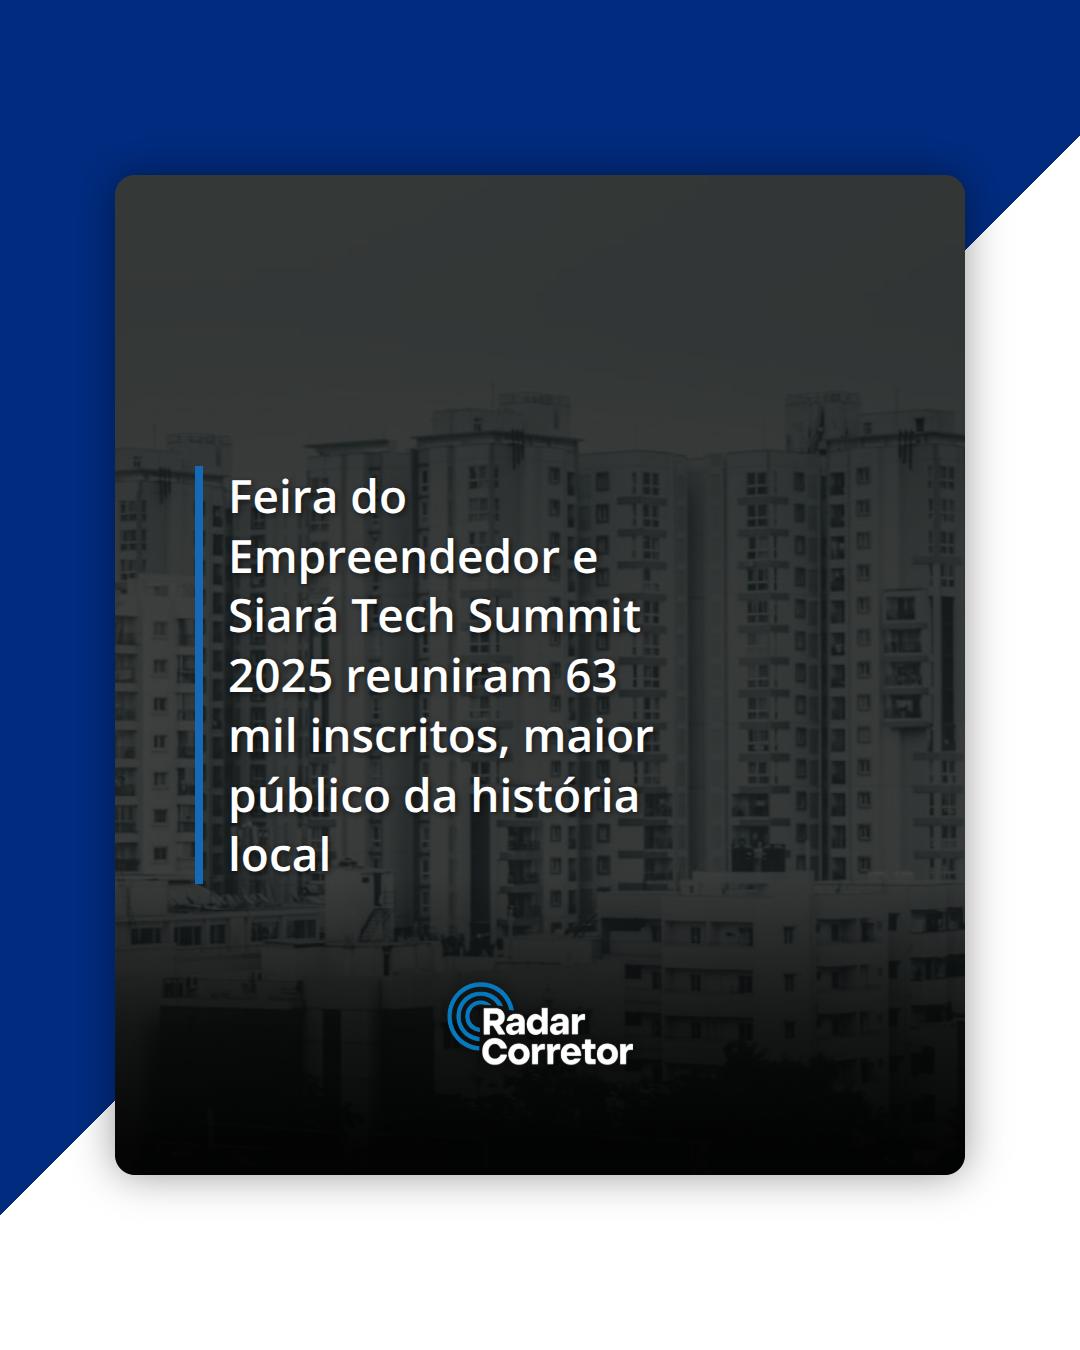 Feira do
Empreendedor e
Siará Tech Summit
2025 reuniram 63
mil inscritos, maior
público da história
local
Radar
Corretor